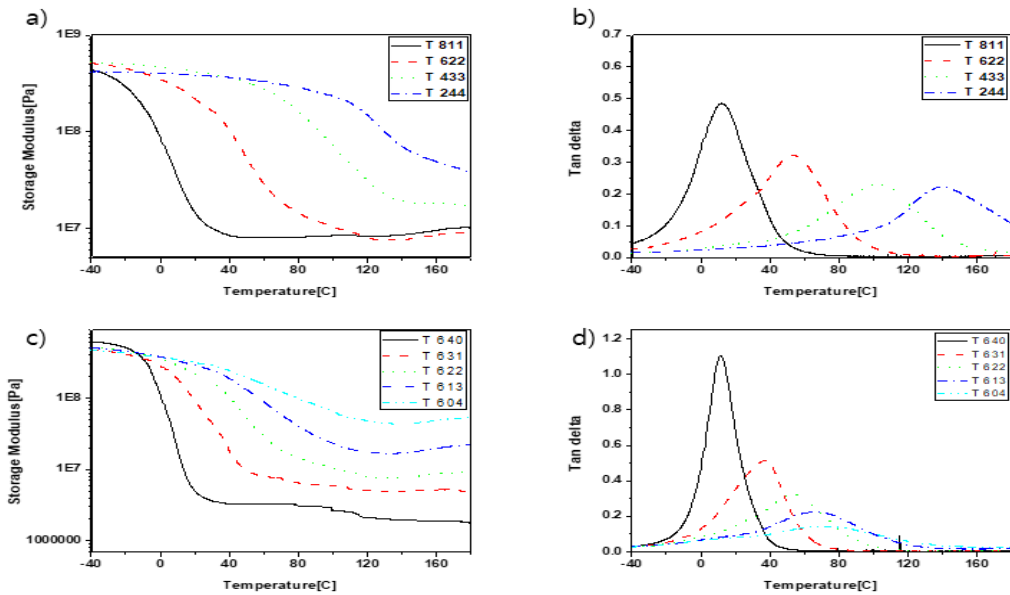 a)
1E9
1E8
1E7
Storage Modulus[Pa]
-40 0 40 80 120 160
Temperature[C]
T 811
T 622
T 433
T 244
b)
0.7
0.6
0.5
0.4
0.3
0.2
0.1
0.0
Tan delta
-40 0 40 80 120 160
Temperature[C]
T 811
T 622
T 433
T 244
c)
1E8
1E7
1000000
Storage Modulus[Pa]
-40 0 40 80 120 160
Temperature[C]
T 640
T 631
T 622
T 613
T 604
d)
1.2
1.0
0.8
0.6
0.4
0.2
0.0
Tan delta
-40 0 40 80 120 160
Temperature[C]
T 640
T 631
T 622
T 613
T 604